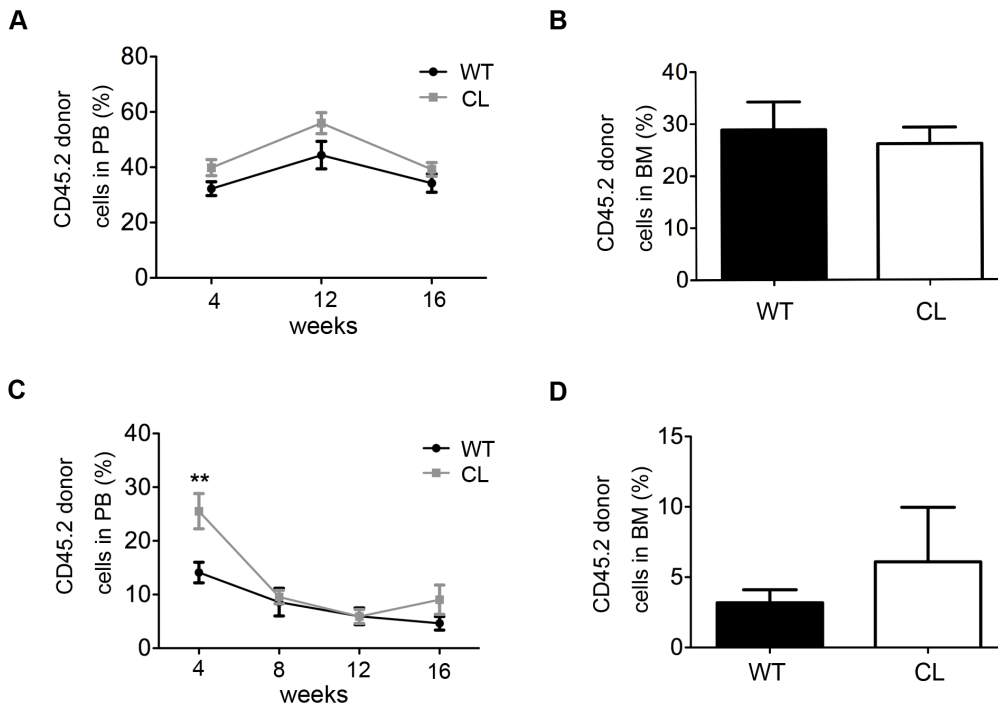 A
CD45.2 donor
cells in PB (%)
80
60
40
20
0
WT
CL
4 12 16
weeks
B
CD45.2 donor
cells in BM (%)
40
30
20
10
0
WT CL
C
CD45.2 donor
cells in PB (%)
40
30
20
10
0
**
WT
CL
4 8 12 16
weeks
D
CD45.2 donor
cells in BM (%)
15
10
5
0
WT CL